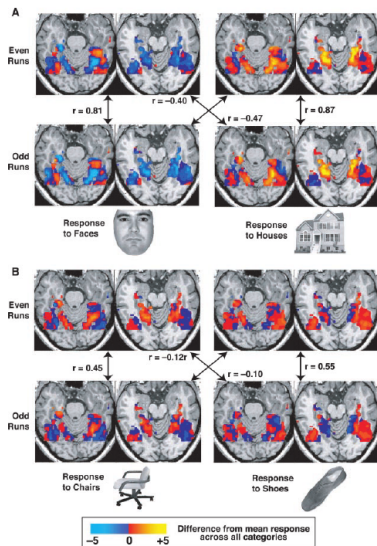 A
Even
Runs
r = 0.81
r = −0.40
r = −0.47
r = 0.87
Odd
Runs
Response
to Faces
Response
to Houses
B
Even
Runs
r = 0.45
r = −0.12r
r = −0.10
r = 0.55
Odd
Runs
Response
to Chairs
Response
to Shoes
−5 0 +5
Difference from mean response
across all categories